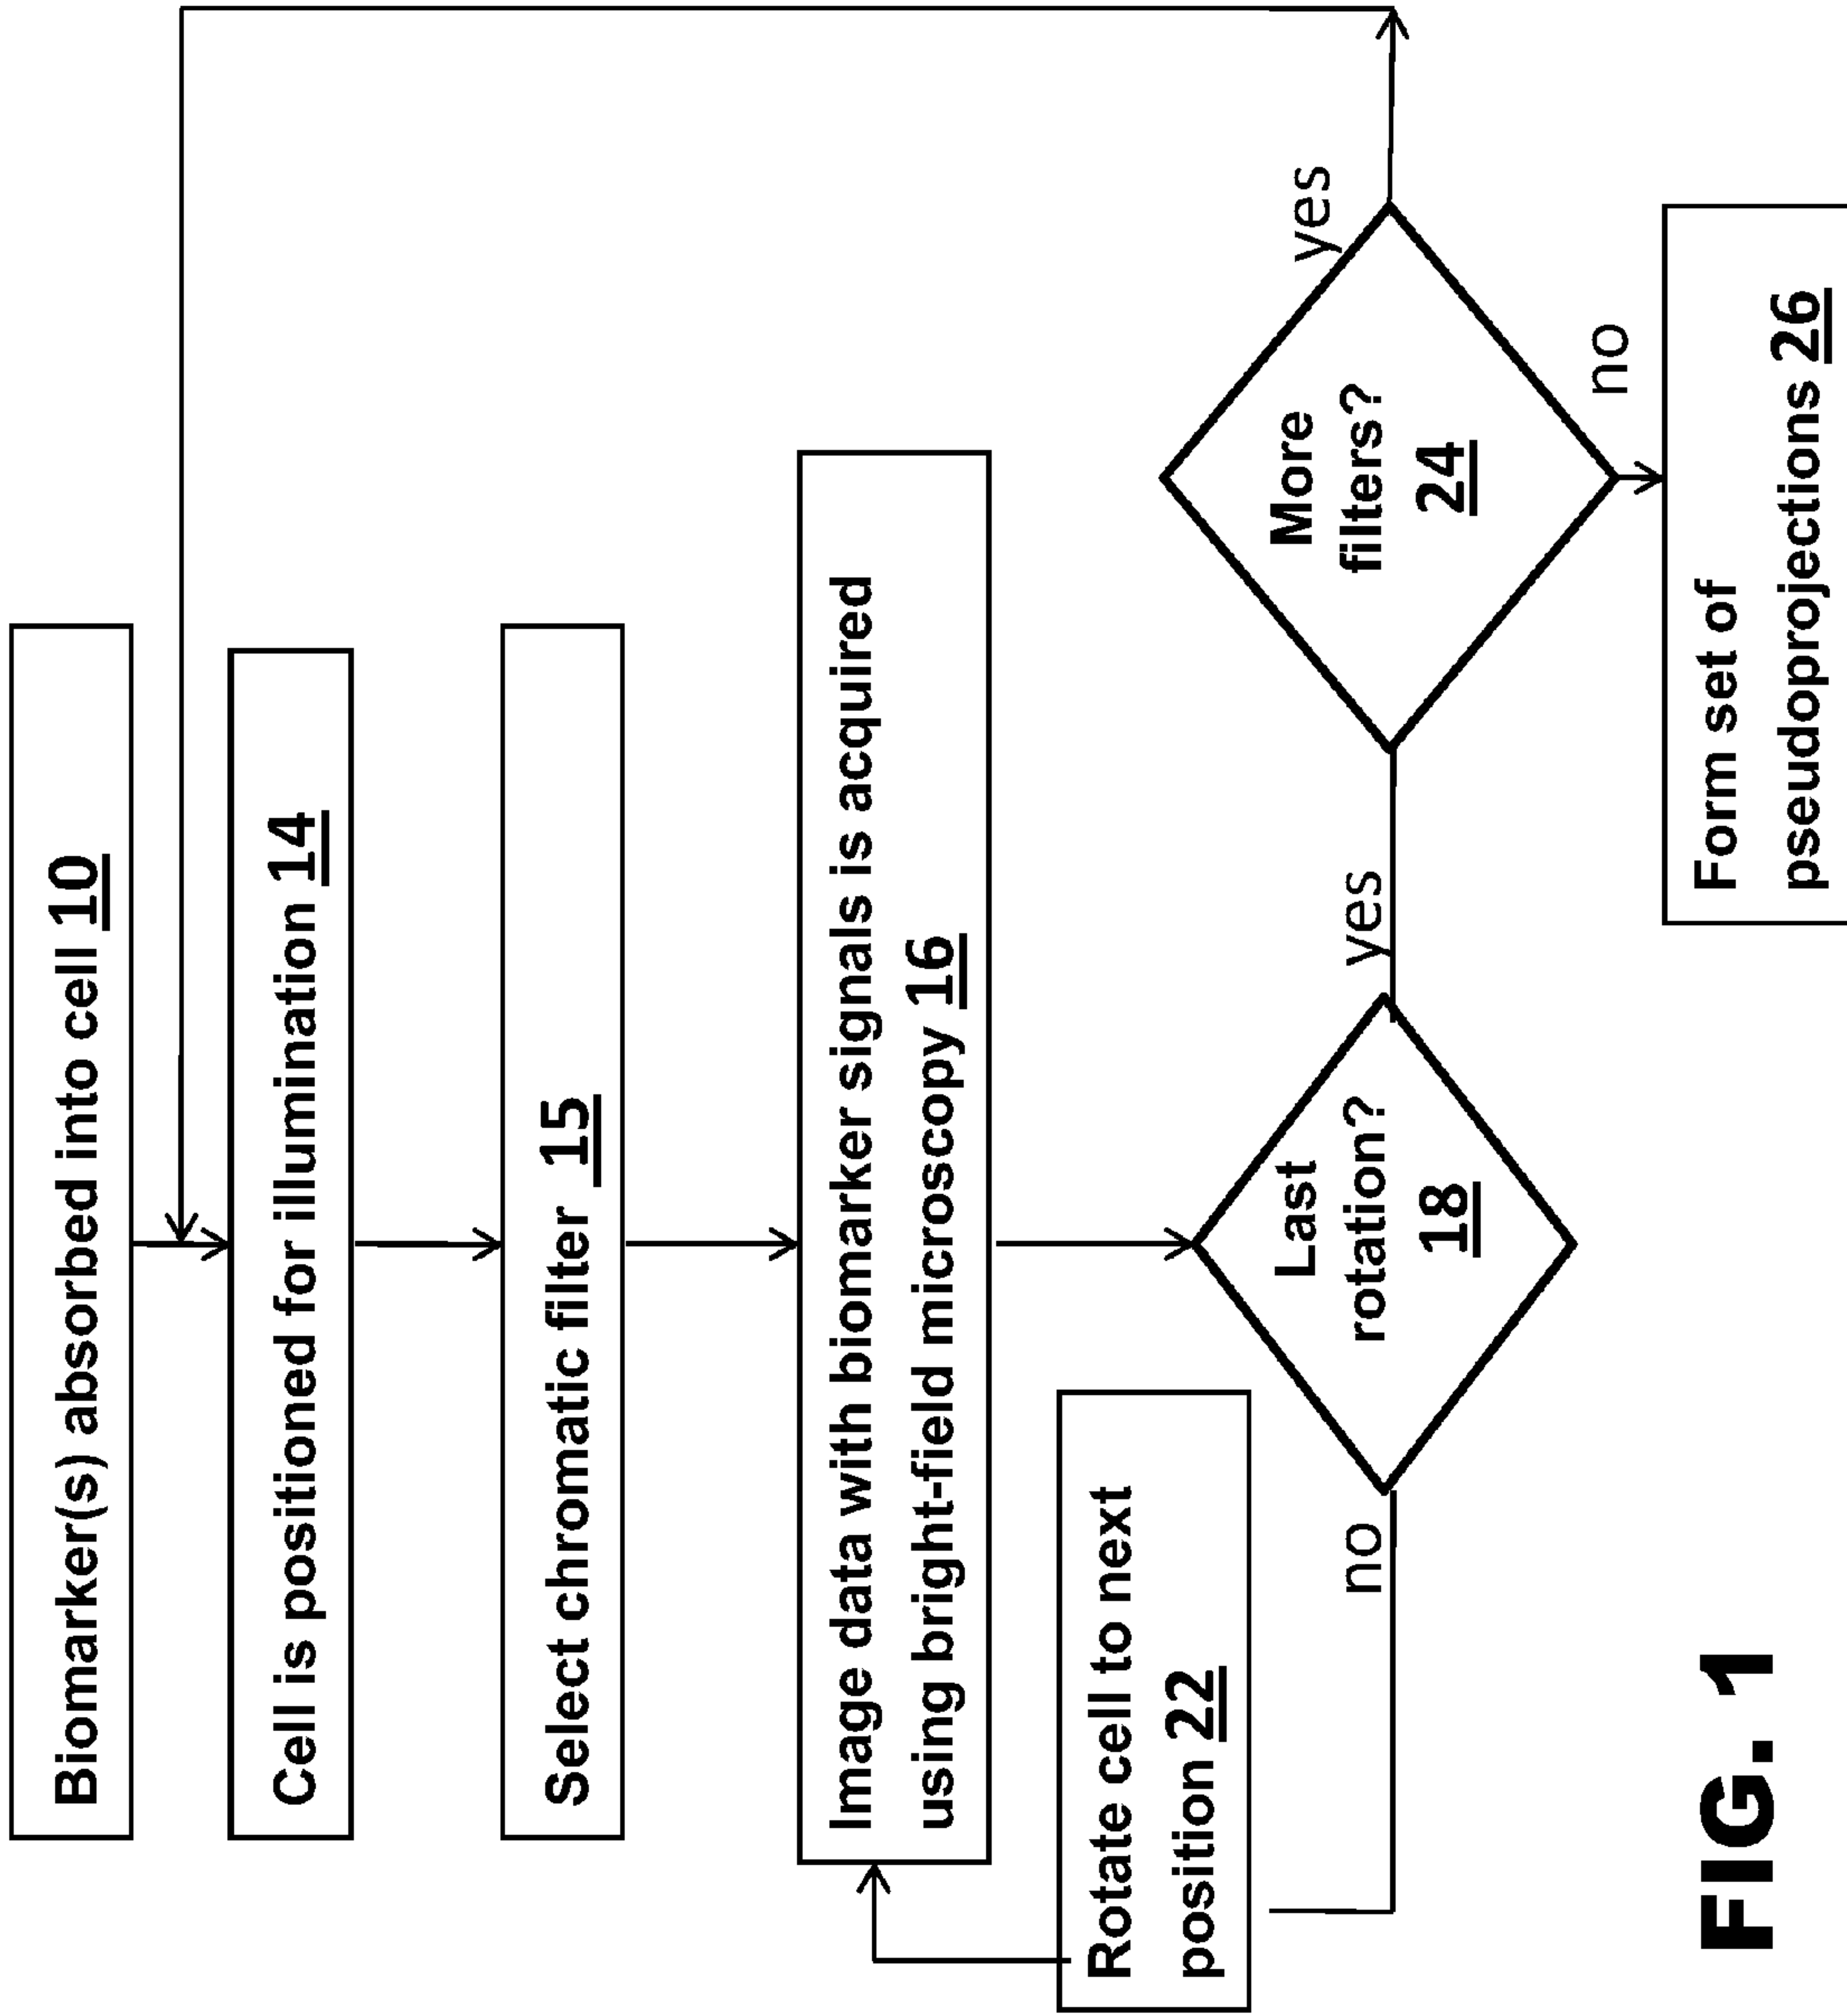 Biomarker(s) absorbed into cell 10
Cell is positioned for illumination 14
Select chromatic filter 15
Image data with biomarker signals is acquired
using bright-field microscopy 16
Rotate cell to next
position 22
no
Last
rotation?
18
yes
More
filters?
24
yes
no
Form set of
pseudoprojections 26
FIG. 1